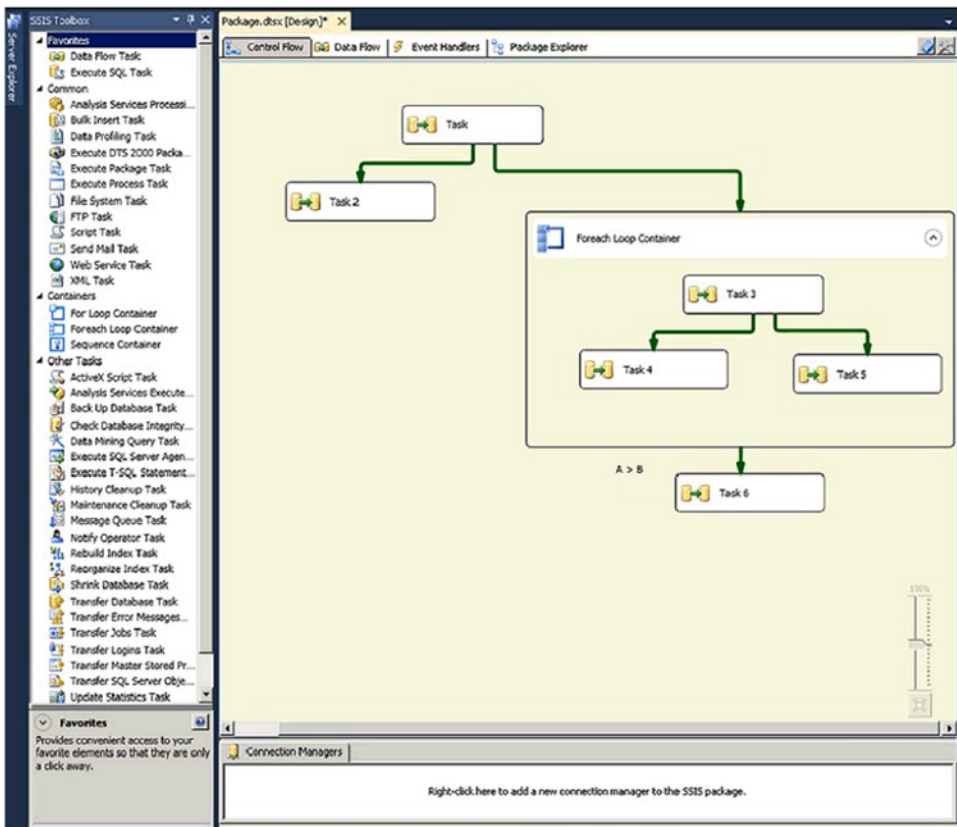 Server Explorer
SSIS Toolbox
Favorites
Data Flow Task
Execute SQL Task
Common
Analysis Services Processi...
Bulk Insert Task
Data Profiling Task
Execute DTS 2000 Packa...
Execute Package Task
Execute Process Task
File System Task
FTP Task
Script Task
Send Mail Task
Web Service Task
XML Task
Containers
For Loop Container
Foreach Loop Container
Sequence Container
Other Tasks
ActiveX Script Task
Analysis Services Execute...
Back Up Database Task
Check Database Integrity...
Data Mining Query Task
Execute SQL Server Agen...
Execute T-SQL Statement...
History Cleanup Task
Maintenance Cleanup Task
Message Queue Task
Notify Operator Task
Rebuild Index Task
Reorganize Index Task
Shrink Database Task
Transfer Database Task
Transfer Error Messages...
Transfer Jobs Task
Transfer Logins Task
Transfer Master Stored Pr...
Transfer SQL Server Obje...
Update Statistics Task
Favorites
Provides convenient access to your
favorite elements so that they are only
a click away.
Package.dtsx [Design]*
Control Flow
Data Flow
Event Handlers
Package Explorer
Task
Task 2
Foreach Loop Container
Task 3
Task 4
Task 5
A > B
Task 6
100%
Connection Managers
Right-click here to add a new connection manager to the SSIS package.